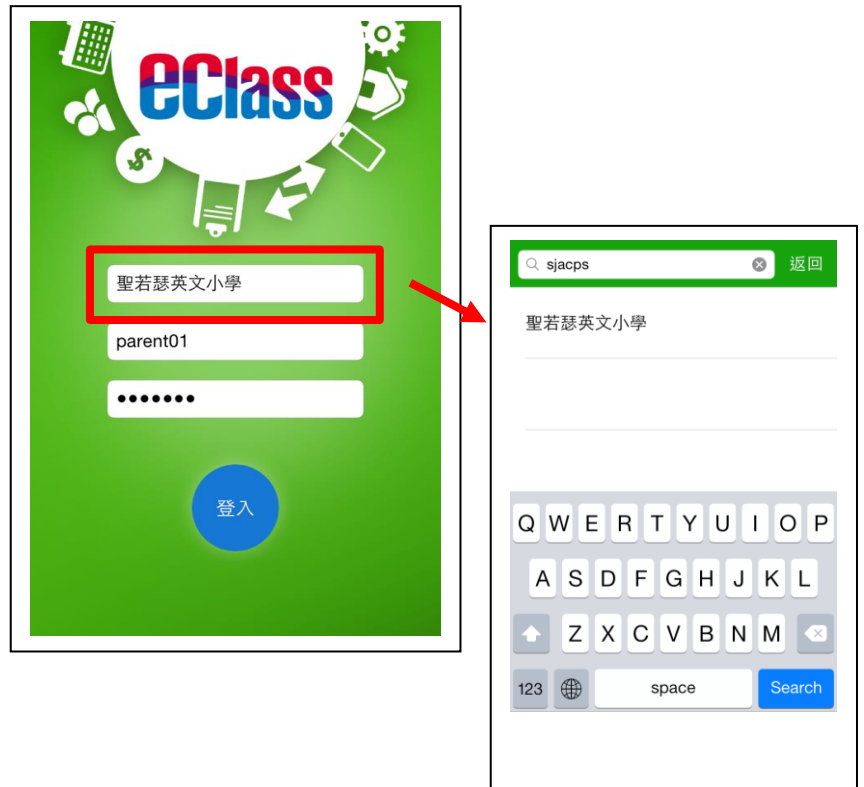 eClass
聖若瑟英文小學
parent01
•••••••
登入
sjacps 返回
聖若瑟英文小學
Q W E R T Y U I O P
A S D F G H J K L
Z X C V B N M
123 space Search